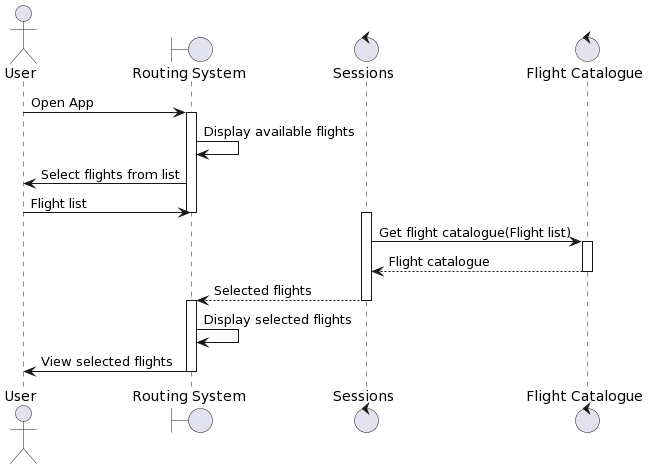 User
Routing System
Sessions
Flight Catalogue
Open App
Display available flights
Select flights from list
Flight list
Get flight catalogue(Flight list)
Flight catalogue
Selected flights
Display selected flights
View selected flights
User
Routing System
Sessions
Flight Catalogue